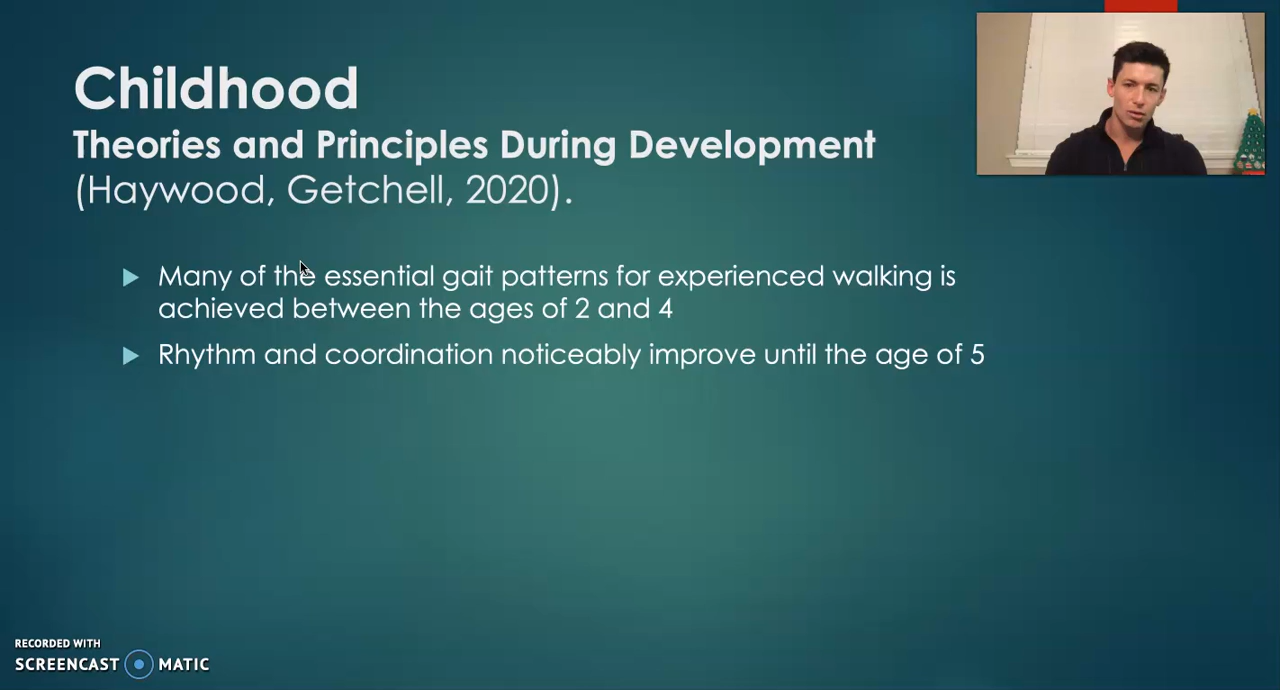 Childhood
Theories and Principles During Development
(Haywood, Getchell, 2020).
Many of the essential gait patterns for experienced walking is
achieved between the ages of 2 and 4
Rhythm and coordination noticeably improve until the age of 5
RECORDED WITH
SCREENCAST MATIC